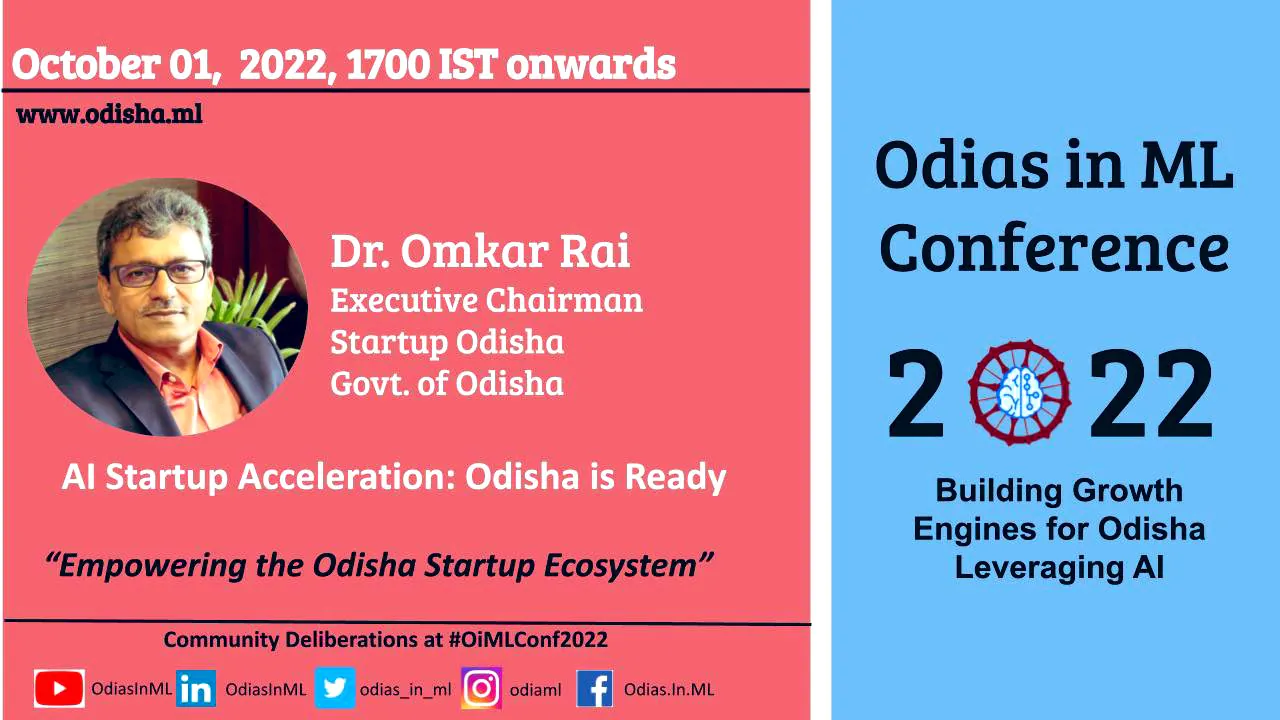 October 01, 2022, 1700 IST onwards
www.odisha.ml
Dr. Omkar Rai
Executive Chairman
Startup Odisha
Govt. of Odisha
AI Startup Acceleration: Odisha is Ready
“Empowering the Odisha Startup Ecosystem”
Community Deliberations at #OiMLConf2022
OdiasInML OdiasInML odias_in_ml odiaml Odias.In.ML
Odias in ML
Conference
2022
Building Growth
Engines for Odisha
Leveraging AI